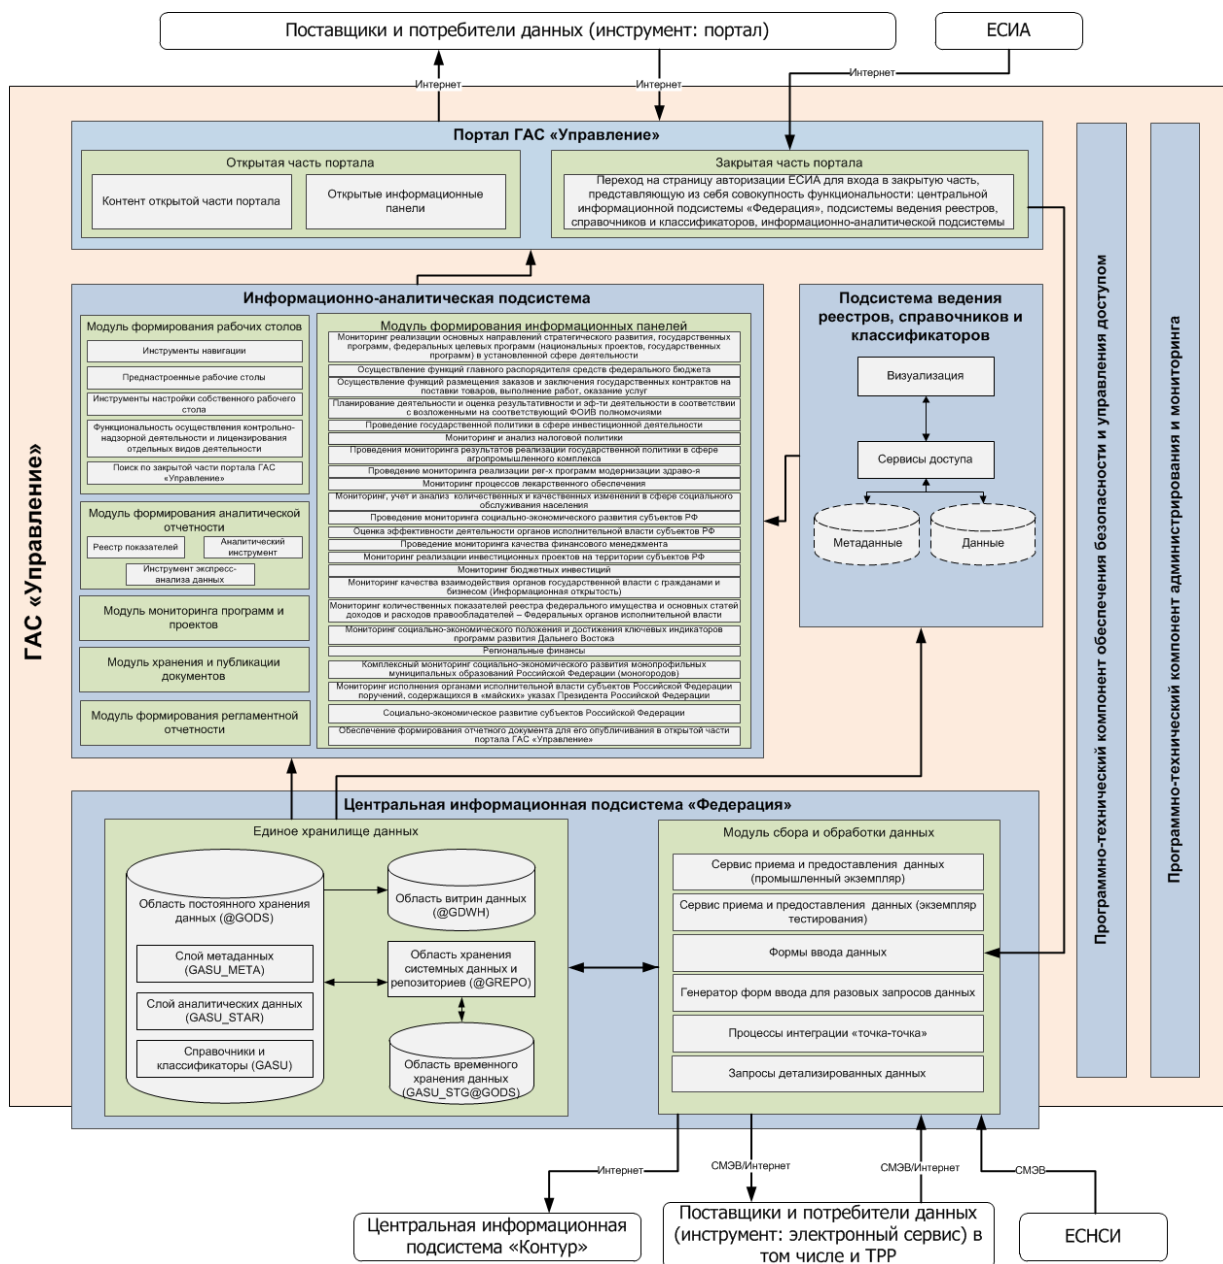 Поставщики и потребители данных (инструмент: портал)
ЕСИА
Интернет
Интернет
Интернет
ГАС «Управление»
Портал ГАС «Управление»
Открытая часть портала
Контент открытой части портала
Открытые информационные
панели
Закрытая часть портала
Переход на страницу авторизации ЕСИА для входа в закрытую часть,
представляющую из себя совокупность функциональности: центральной
информационной подсистемы «Федерация», подсистемы ведения реестров,
справочников и классификаторов, информационно-аналитической подсистемы
Информационно-аналитическая подсистема
Модуль формирования рабочих столов
Инструменты навигации
Преднастроенные рабочие столы
Инструменты настройки собственного рабочего
стола
Функциональность осуществления контрольно-
надзорной деятельности и лицензирования
отдельных видов деятельности
Поиск по закрытой части портала ГАС
«Управление»
Модуль формирования аналитической
отчетности
Реестр показателей
Аналитический
инструмент
Инструмент экспресс-
анализа данных
Модуль мониторинга программ и
проектов
Модуль хранения и публикации
документов
Модуль формирования регламентной
отчетности
Модуль формирования информационных панелей
Мониторинг реализации основных направлений стратегического развития, государственных
программ, федеральных целевых программ (национальных проектов, государственных
программ) в установленной сфере деятельности
Осуществление функций главного распорядителя средств федерального бюджета
Осуществление функций размещения заказов и заключения государственных контрактов на
поставки товаров, выполнение работ, оказание услуг
Планирование деятельности и оценка результативности и эф-ти деятельности в соответствии
с возложенными на соответствующий ФОИВ полномочиями
Проведение государственной политики в сфере инвестиционной деятельности
Мониторинг и анализ налоговой политики
Проведения мониторинга результатов реализации государственной политики в сфере
агропромышленного комплекса
Проведение мониторинга реализации рег-х программ модернизации здраво-я
Мониторинг процессов лекарственного обеспечения
Мониторинг, учет и анализ количественных и качественных изменений в сфере социального
обслуживания населения
Проведение мониторинга социально-экономического развития субъектов РФ
Оценка эффективности деятельности органов исполнительной власти субъектов РФ
Проведение мониторинга качества финансового менеджмента
Мониторинг реализации инвестиционных проектов на территории субъектов РФ
Мониторинг бюджетных инвестиций
Мониторинг качества взаимодействия органов государственной власти с гражданами и
бизнесом (Информационная открытость)
Мониторинг количественных показателей реестра федерального имущества и основных статей
доходов и расходов правообладателей – Федеральных органов исполнительной власти
Мониторинг социально-экономического положения и достижения ключевых индикаторов
программ развития Дальнего Востока
Региональные финансы
Комплексный мониторинг социально-экономического развития монопрофильных
муниципальных образований Российской Федерации (моногородов)
Мониторинг исполнения органами исполнительной власти субъектов Российской Федерации
поручений, содержащихся в «майских» указах Президента Российской Федерации
Социально-экономическое развитие субъектов Российской Федерации
Обеспечение формирования отчетного документа для его опубличивания в открытой части
портала ГАС «Управление»
Подсистема ведения
реестров, справочников и
классификаторов
Визуализация
Сервисы доступа
Метаданные
Данные
Программно-технический компонент обеспечения безопасности и управления доступом
Программно-технический компонент администрирования и мониторинга
Центральная информационная подсистема «Федерация»
Единое хранилище данных
Область постоянного хранения
данных (@GODS)
Слой метаданных
(GASU_META)
Слой аналитических данных
(GASU_STAR)
Справочники и
классификаторы (GASU)
Область витрин данных
(@GDWH)
Область хранения
системных данных и
репозиториев (@GREPO)
Область временного
хранения данных
(GASU_STG@GODS)
Модуль сбора и обработки данных
Сервис приема и предоставления данных
(промышленный экземпляр)
Сервис приема и предоставления данных (экземпляр
тестирования)
Формы ввода данных
Генератор форм ввода для разовых запросов данных
Процессы интеграции «точка-точка»
Запросы детализированных данных
Интернет
СМЭВ/Интернет
СМЭВ/Интернет
СМЭВ
Центральная информационная
подсистема «Контур»
Поставщики и потребители данных
(инструмент: электронный сервис) в
том числе и ТРР
ЕСНСИ